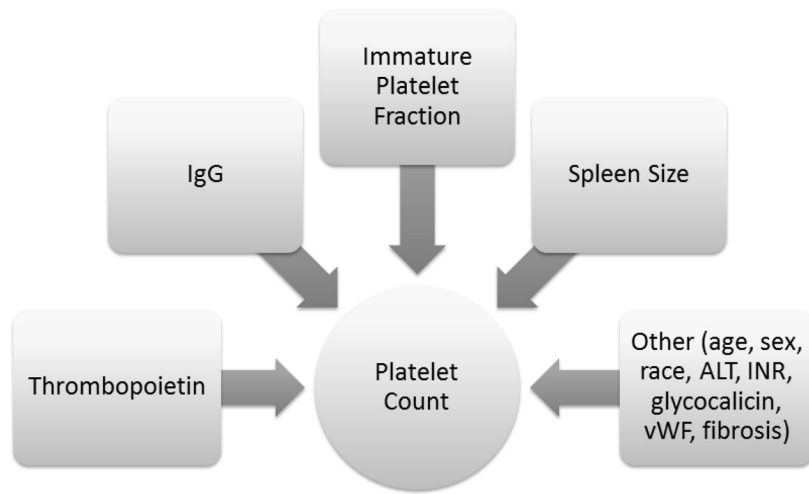 Immature
Platelet
Fraction
IgG
Spleen Size
Thrombopoietin
Platelet
Count
Other (age, sex,
race, ALT, INR,
glycocalicin,
vWF, fibrosis)